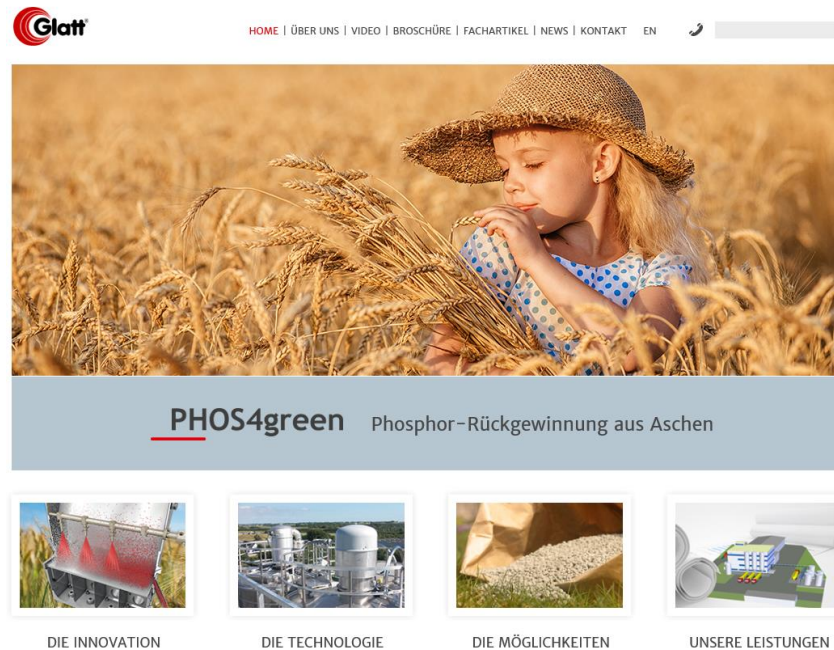 Glatt®
HOME | ÜBER UNS | VIDEO | BROSCHÜRE | FACHARTIKEL | NEWS | KONTAKT EN
PHOS4green Phosphor-Rückgewinnung aus Aschen
DIE INNOVATION DIE TECHNOLOGIE DIE MÖGLICHKEITEN UNSERE LEISTUNGEN